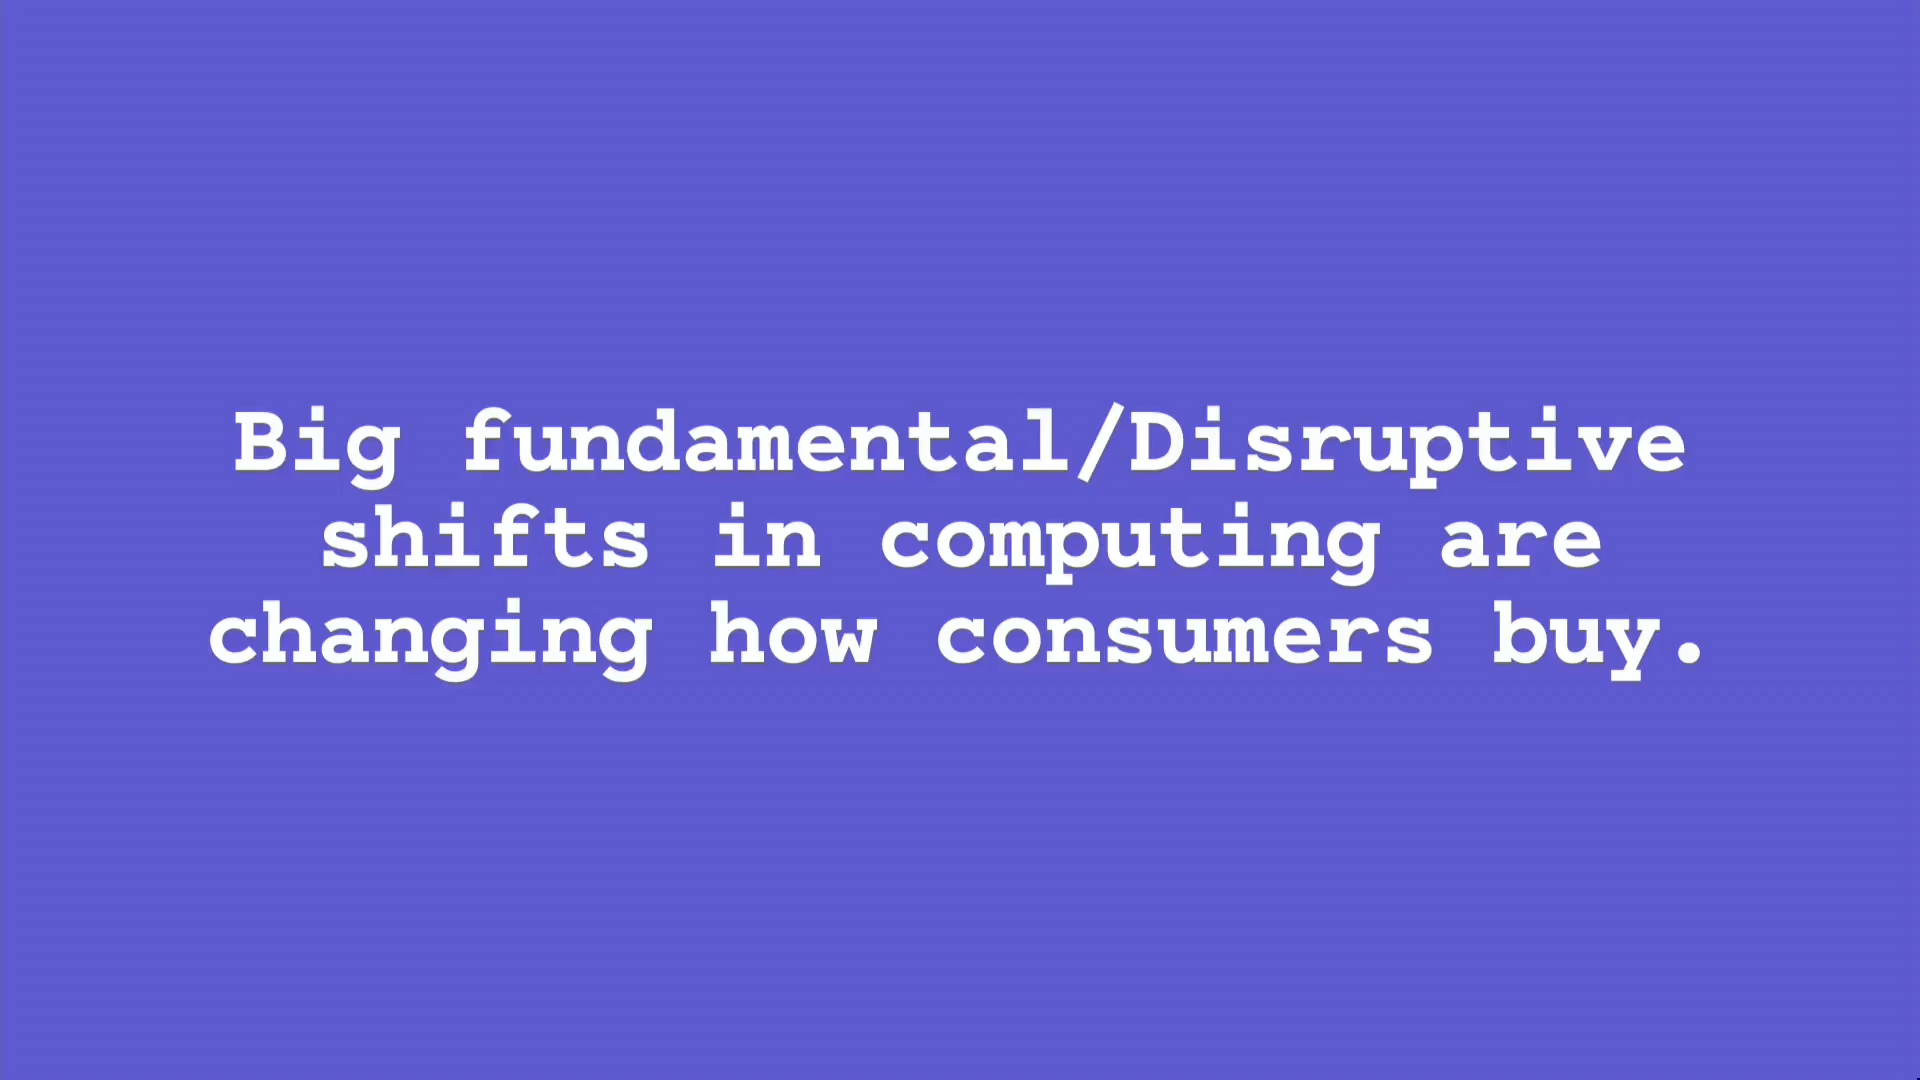 Big fundamental/Disruptive
shifts in computing are
changing how consumers buy.